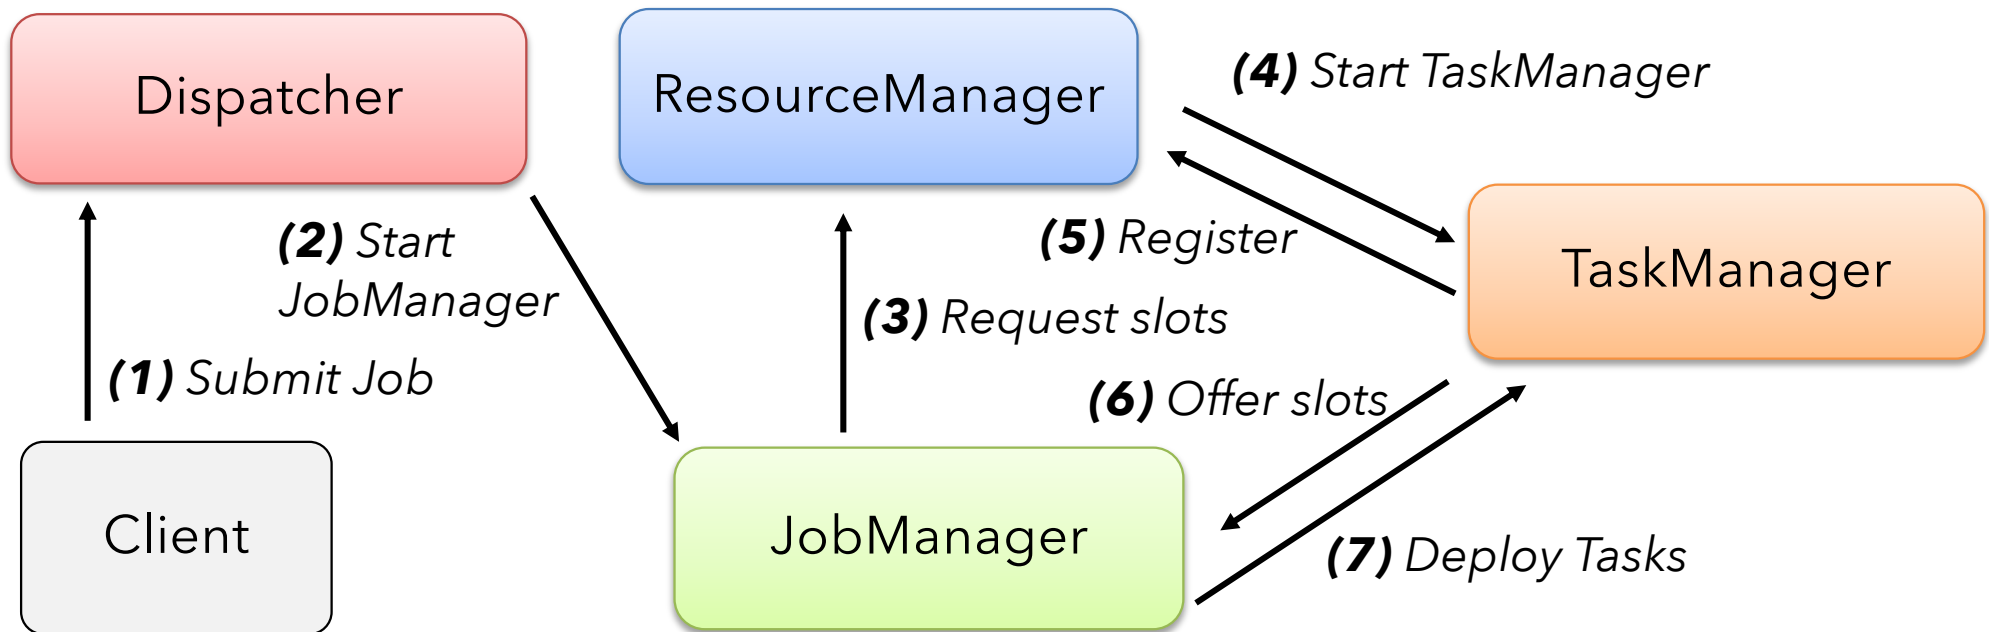 Dispatcher
ResourceManager
(4) Start TaskManager
(2) Start
JobManager
(5) Register
TaskManager
(3) Request slots
(1) Submit Job
(6) Offer slots
Client
JobManager
(7) Deploy Tasks